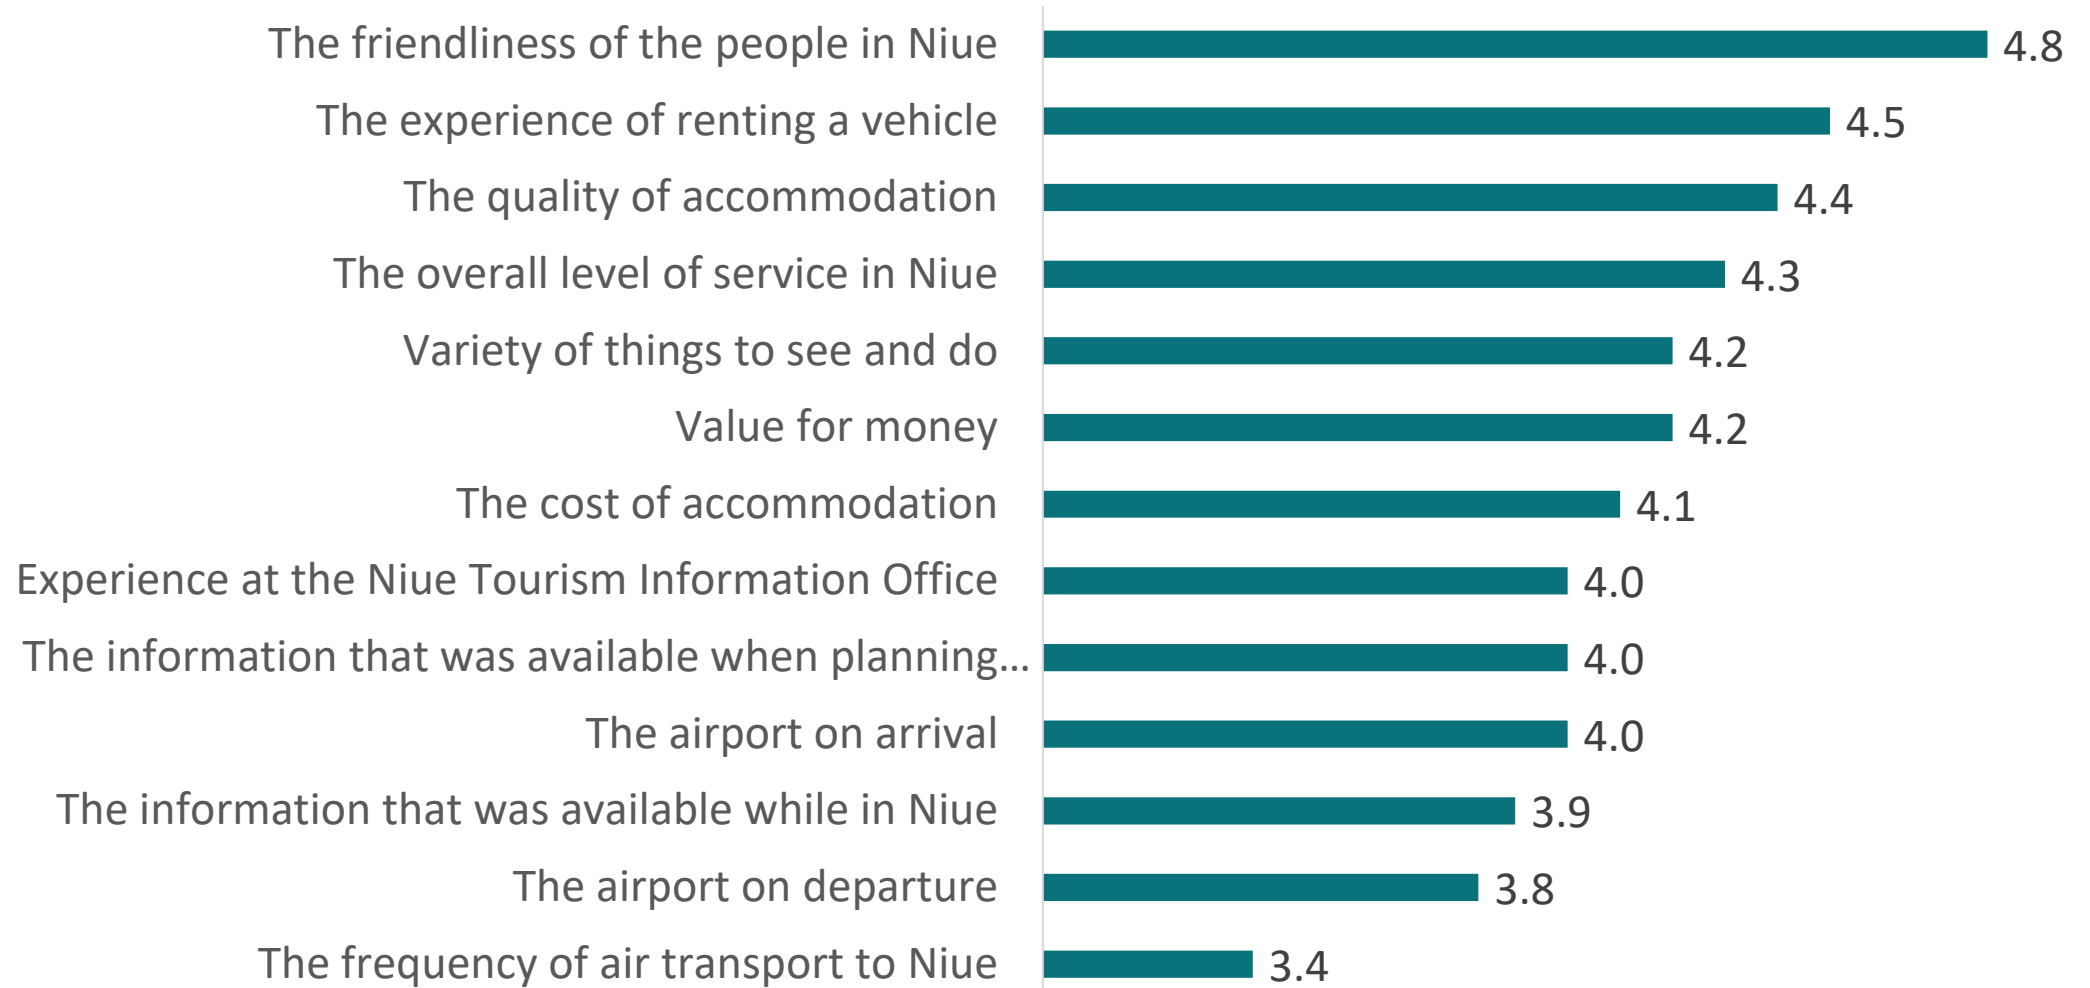 The friendliness of the people in Niue 4.8
The experience of renting a vehicle 4.5
The quality of accommodation 4.4
The overall level of service in Niue 4.3
Variety of things to see and do 4.2
Value for money 4.2
The cost of accommodation 4.1
Experience at the Niue Tourism Information Office 4.0
The information that was available when planning... 4.0
The airport on arrival 4.0
The information that was available while in Niue 3.9
The airport on departure 3.8
The frequency of air transport to Niue 3.4